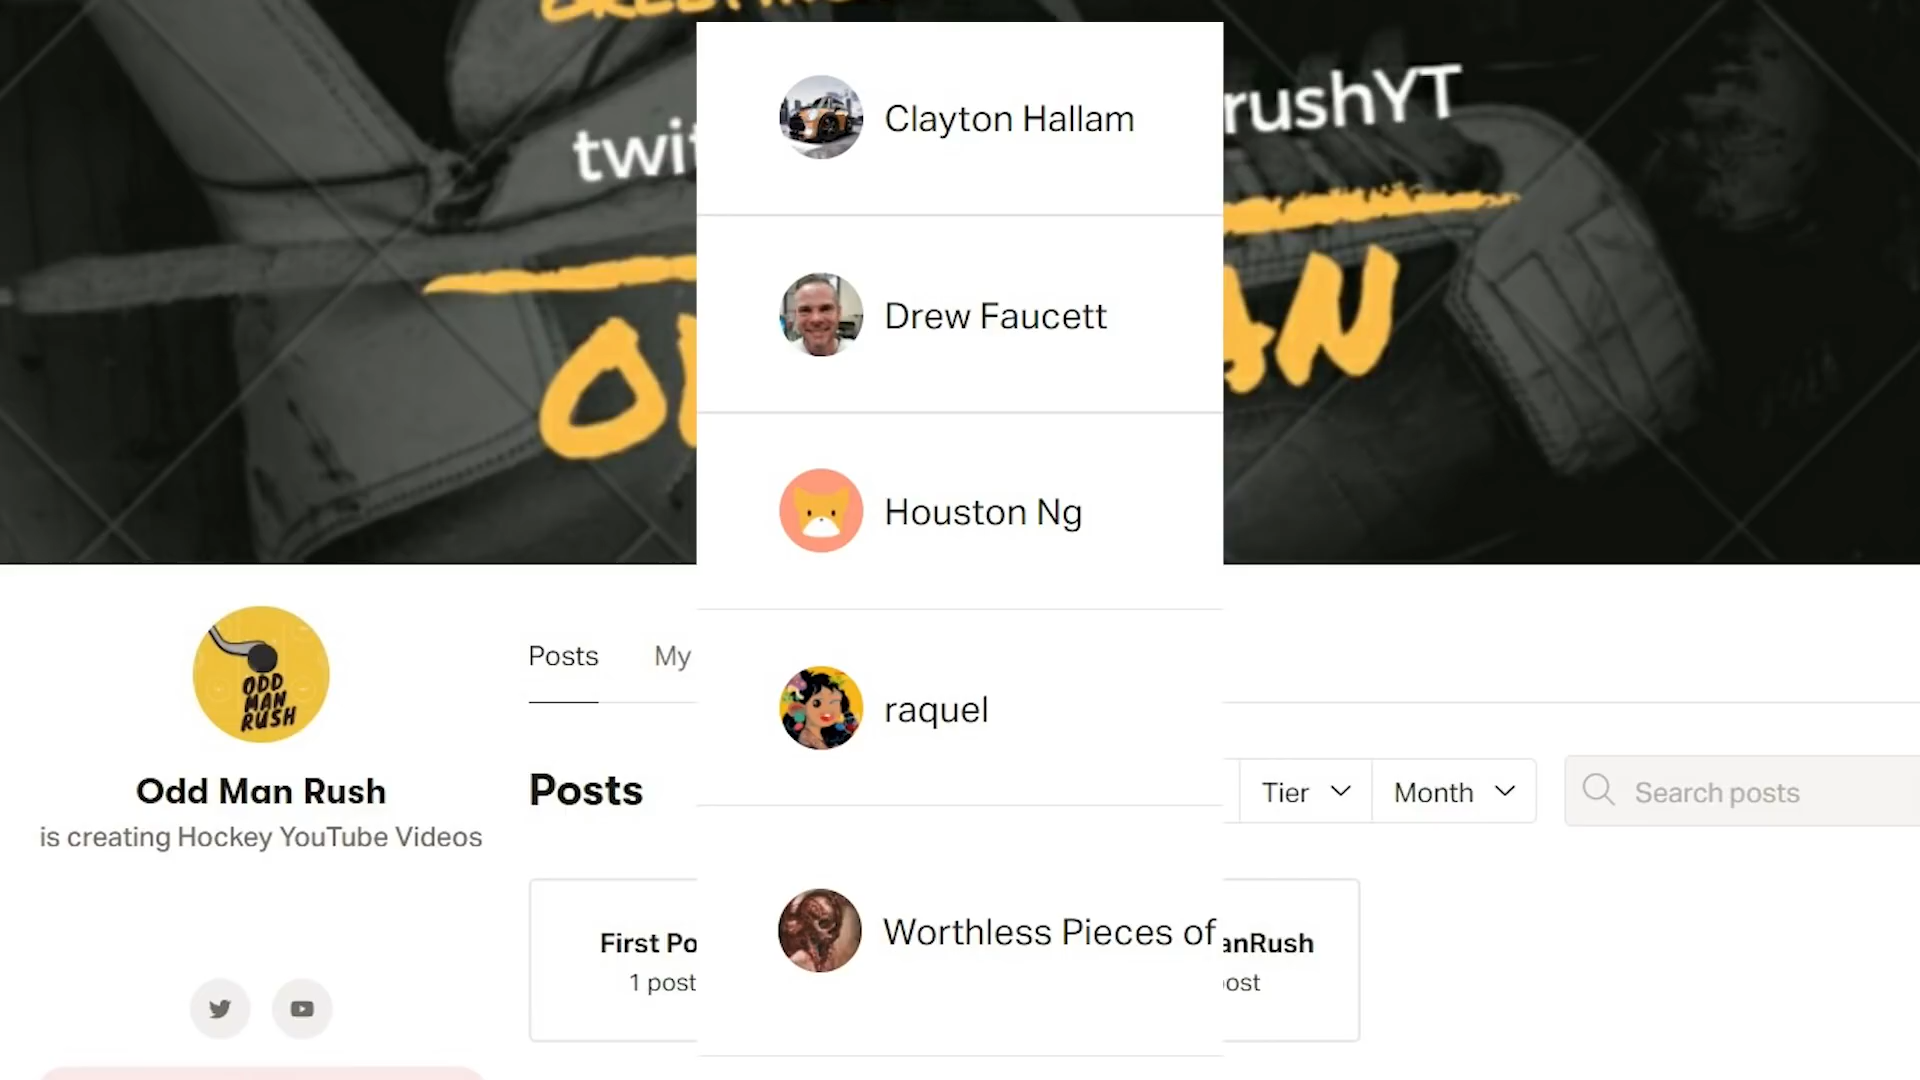 twi
rushYT
AN
Clayton Hallam
Drew Faucett
Houston Ng
raquel
Worthless Pieces of
ODD
MAN
RUSH
Odd Man Rush
is creating Hockey YouTube Videos
Posts
My
Posts
Tier
Month
Search posts
First Po
1 post
anRush
ost